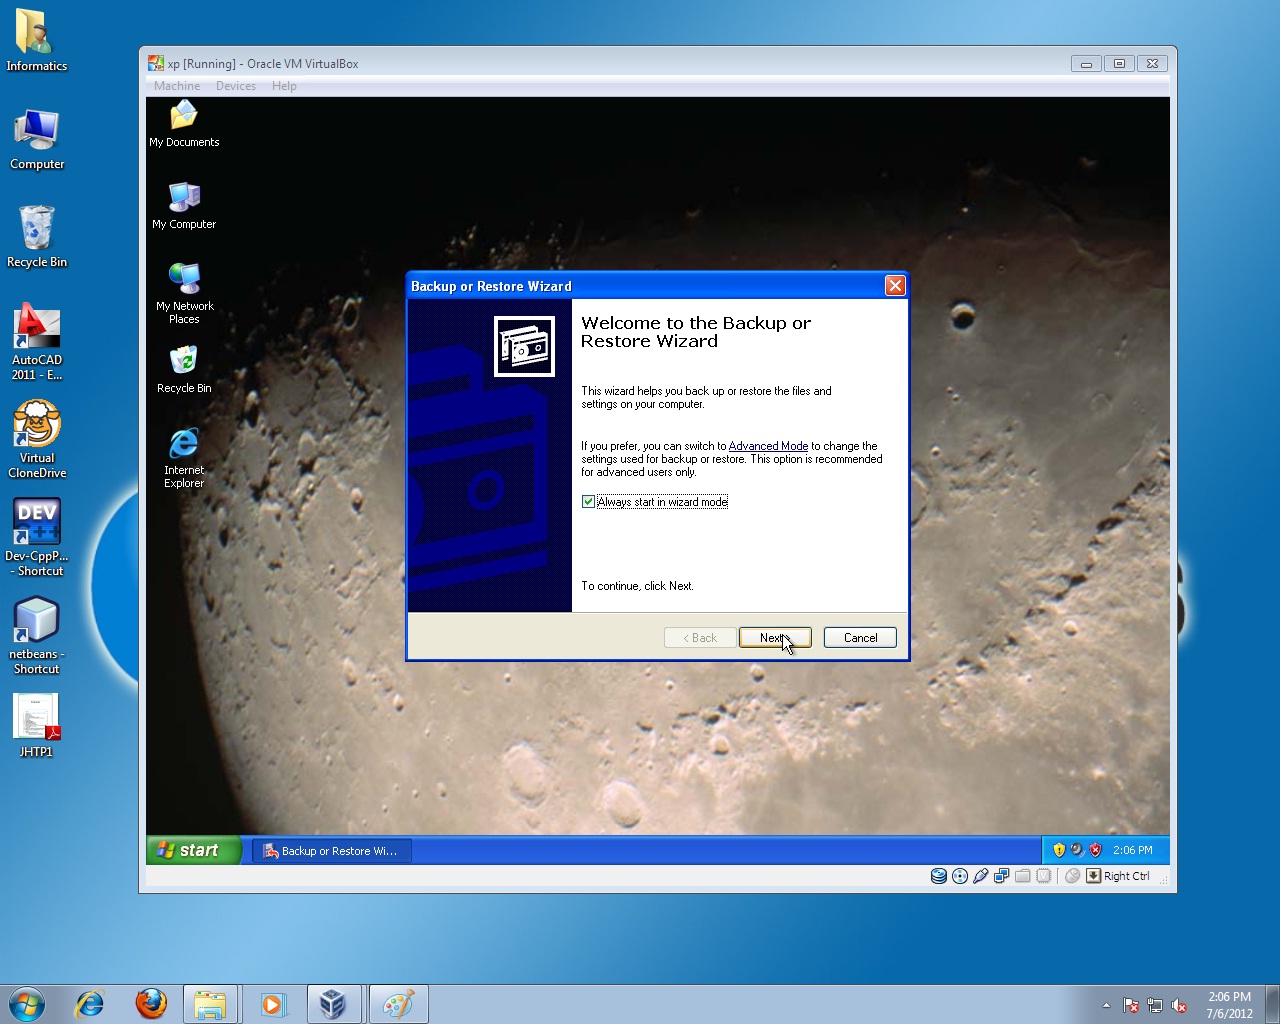 Informatics
Computer
Recycle Bin
AutoCAD
2011 - E...
Virtual
CloneDrive
DEV
Dev-CppP...
- Shortcut
netbeans -
Shortcut
JHTP1
xp [Running] - Oracle VM VirtualBox
Machine Devices Help
My Documents
My Computer
My Network
Places
Recycle Bin
Internet
Explorer
Backup or Restore Wizard
Welcome to the Backup or
Restore Wizard
This wizard helps you back up or restore the files and
settings on your computer.
If you prefer, you can switch to Advanced Mode to change the
settings used for backup or restore. This option is recommended
for advanced users only.
Always start in wizard mode
To continue, click Next.
< Back Next Cancel
start Backup or Restore Wi... 2:06 PM
Right Ctrl
2:06 PM
7/6/2012